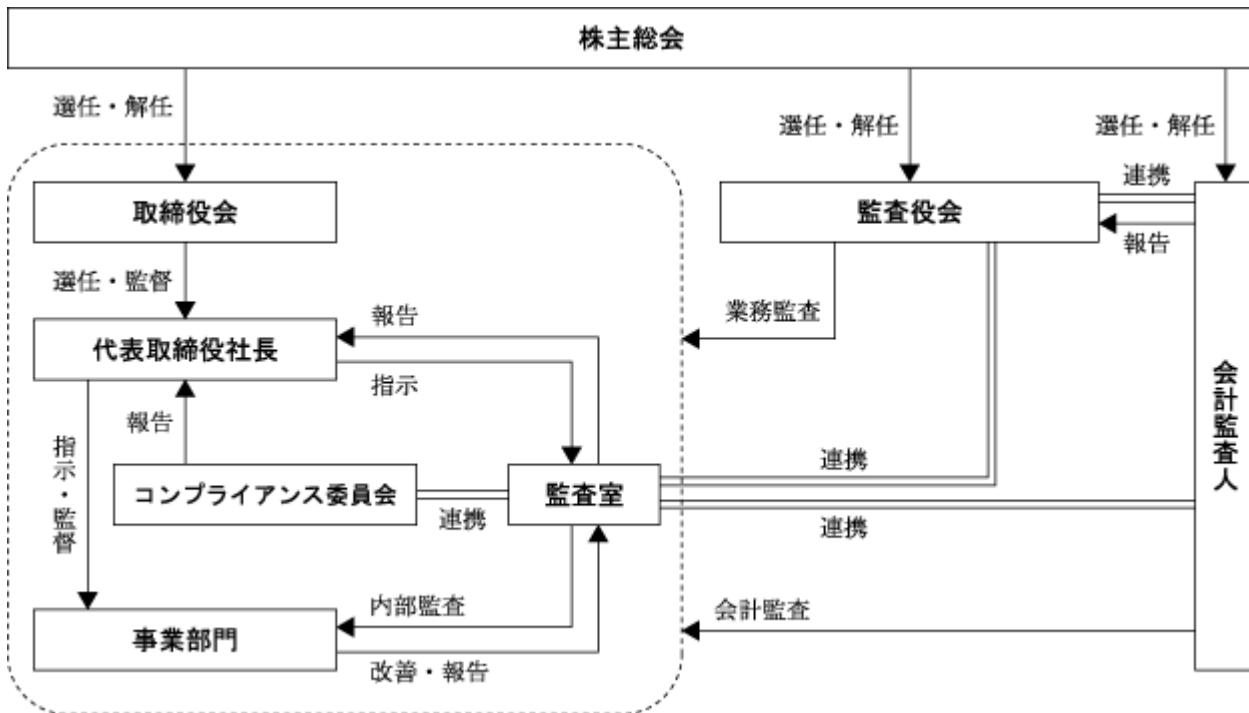 株主総会
選任・解任
選任・解任
選任・解任
取締役会
監査役会
連携
報告
選任・監督
代表取締役社長
報告
指示
業務監査
会計監査人
報告
指示・監督
コンプライアンス委員会
連携
監査室
連携
連携
内部監査
会計監査
事業部門
改善・報告